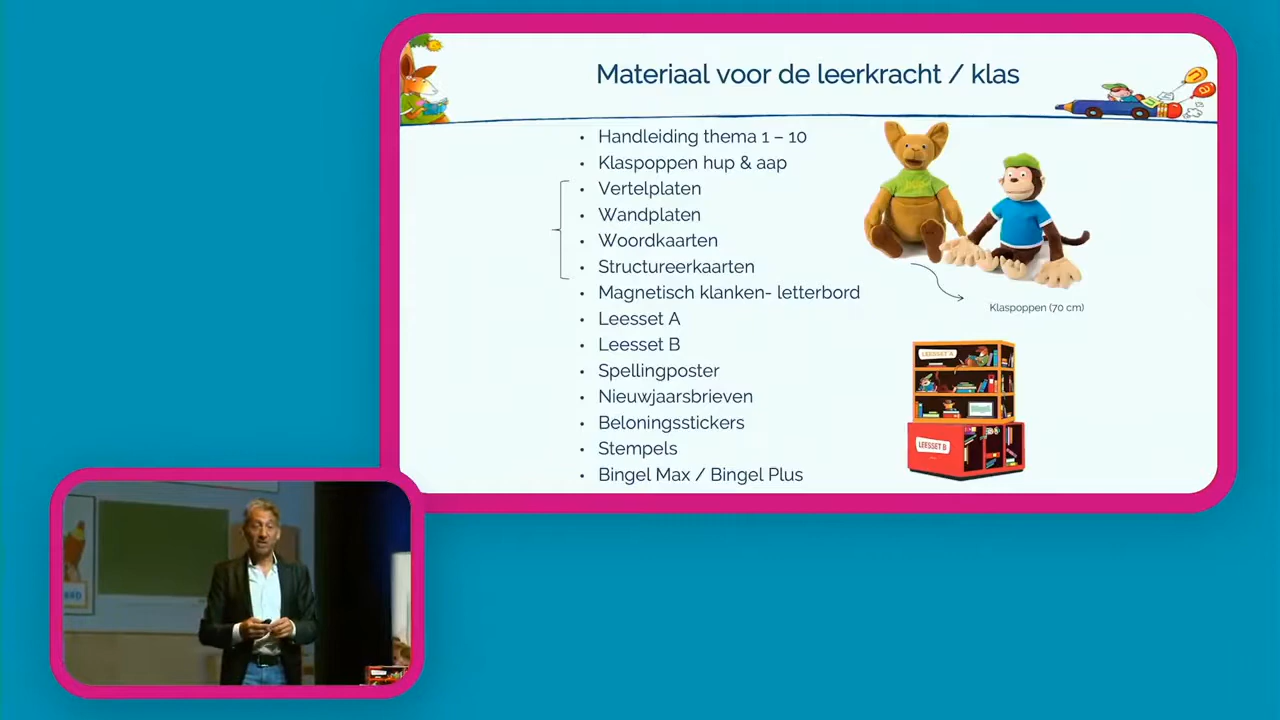 Materiaal voor de leerkracht / klas
• Handleiding thema 1 – 10
• Klaspoppen hup & aap
• Vertelplaten
• Wandplaten
• Woordkaarten
• Structureerkaarten
• Magnetisch klanken- letterbord
• Leesset A
• Leesset B
• Spellingposter
• Nieuwjaarsbrieven
• Beloningsstickers
• Stempels
• Bingel Max / Bingel Plus
Klaspoppen (70 cm)
LEESSET A
LEESSET B